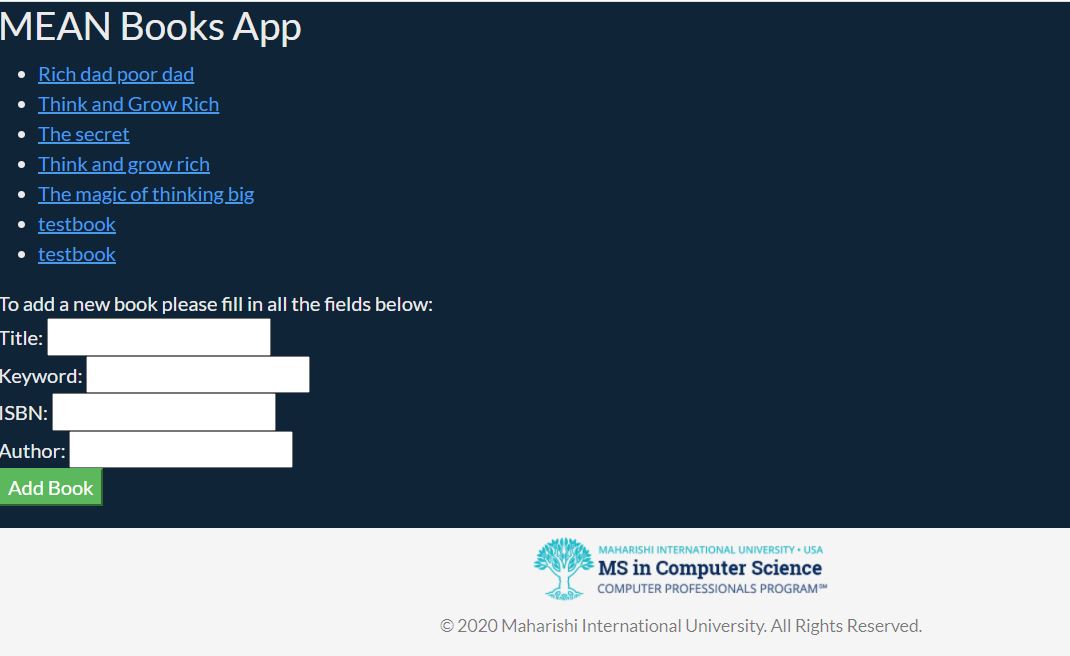 MEAN Books App
Rich dad poor dad
Think and Grow Rich
The secret
Think and grow rich
The magic of thinking big
testbook
testbook
To add a new book please fill in all the fields below:
Title:
Keyword:
ISBN:
Author:
Add Book
MAHARISHI INTERNATIONAL UNIVERSITY • USA
MS in Computer Science
COMPUTER PROFESSIONALS PROGRAM℠
© 2020 Maharishi International University. All Rights Reserved.